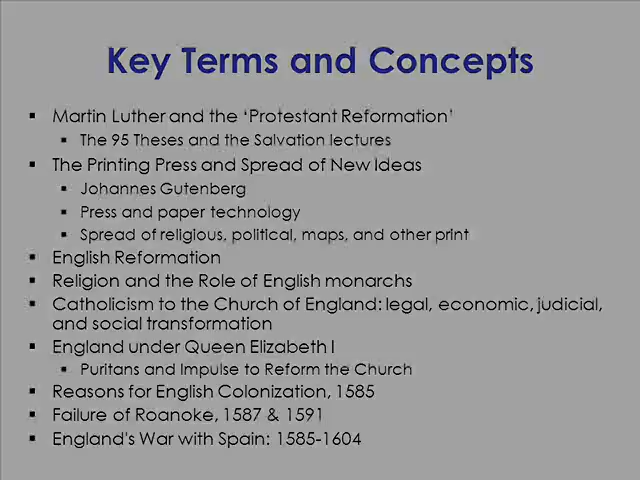 Key Terms and Concepts
▪ Martin Luther and the ‘Protestant Reformation’
▪ The 95 Theses and the Salvation lectures
▪ The Printing Press and Spread of New Ideas
▪ Johannes Gutenberg
▪ Press and paper technology
▪ Spread of religious, political, maps, and other print
▪ English Reformation
▪ Religion and the Role of English monarchs
▪ Catholicism to the Church of England: legal, economic, judicial,
and social transformation
▪ England under Queen Elizabeth I
▪ Puritans and Impulse to Reform the Church
▪ Reasons for English Colonization, 1585
▪ Failure of Roanoke, 1587 & 1591
▪ England's War with Spain: 1585-1604